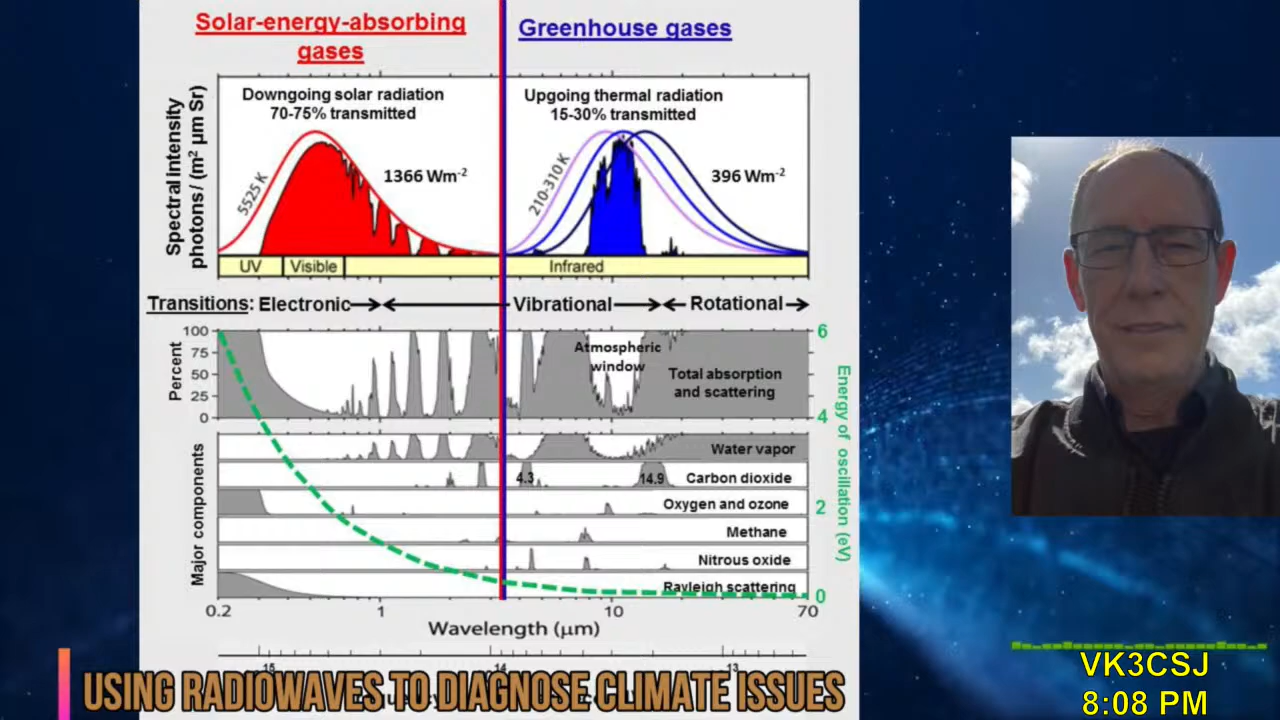 Solar-energy-absorbing
gases
Greenhouse gases
Spectral Intensity
photons / (m² µm Sr)
Downgoing solar radiation
70-75% transmitted
5525 K
1366 Wm-2
Upgoing thermal radiation
15-30% transmitted
210-310 K
396 Wm-2
UV
Visible
Infrared
Transitions: Electronic
Vibrational
Rotational
Percent
100
75
50
25
0
Atmospheric
window
Total absorption
and scattering
6
4
2
0
Energy of oscillation (eV)
Major components
Water vapor
4.3
14.9
Carbon dioxide
Oxygen and ozone
Methane
Nitrous oxide
Rayleigh scattering
0.2
1
10
70
Wavelength (µm)
15
14
13
USING RADIOWAVES TO DIAGNOSE CLIMATE ISSUES
VK3CSJ
8:08 PM